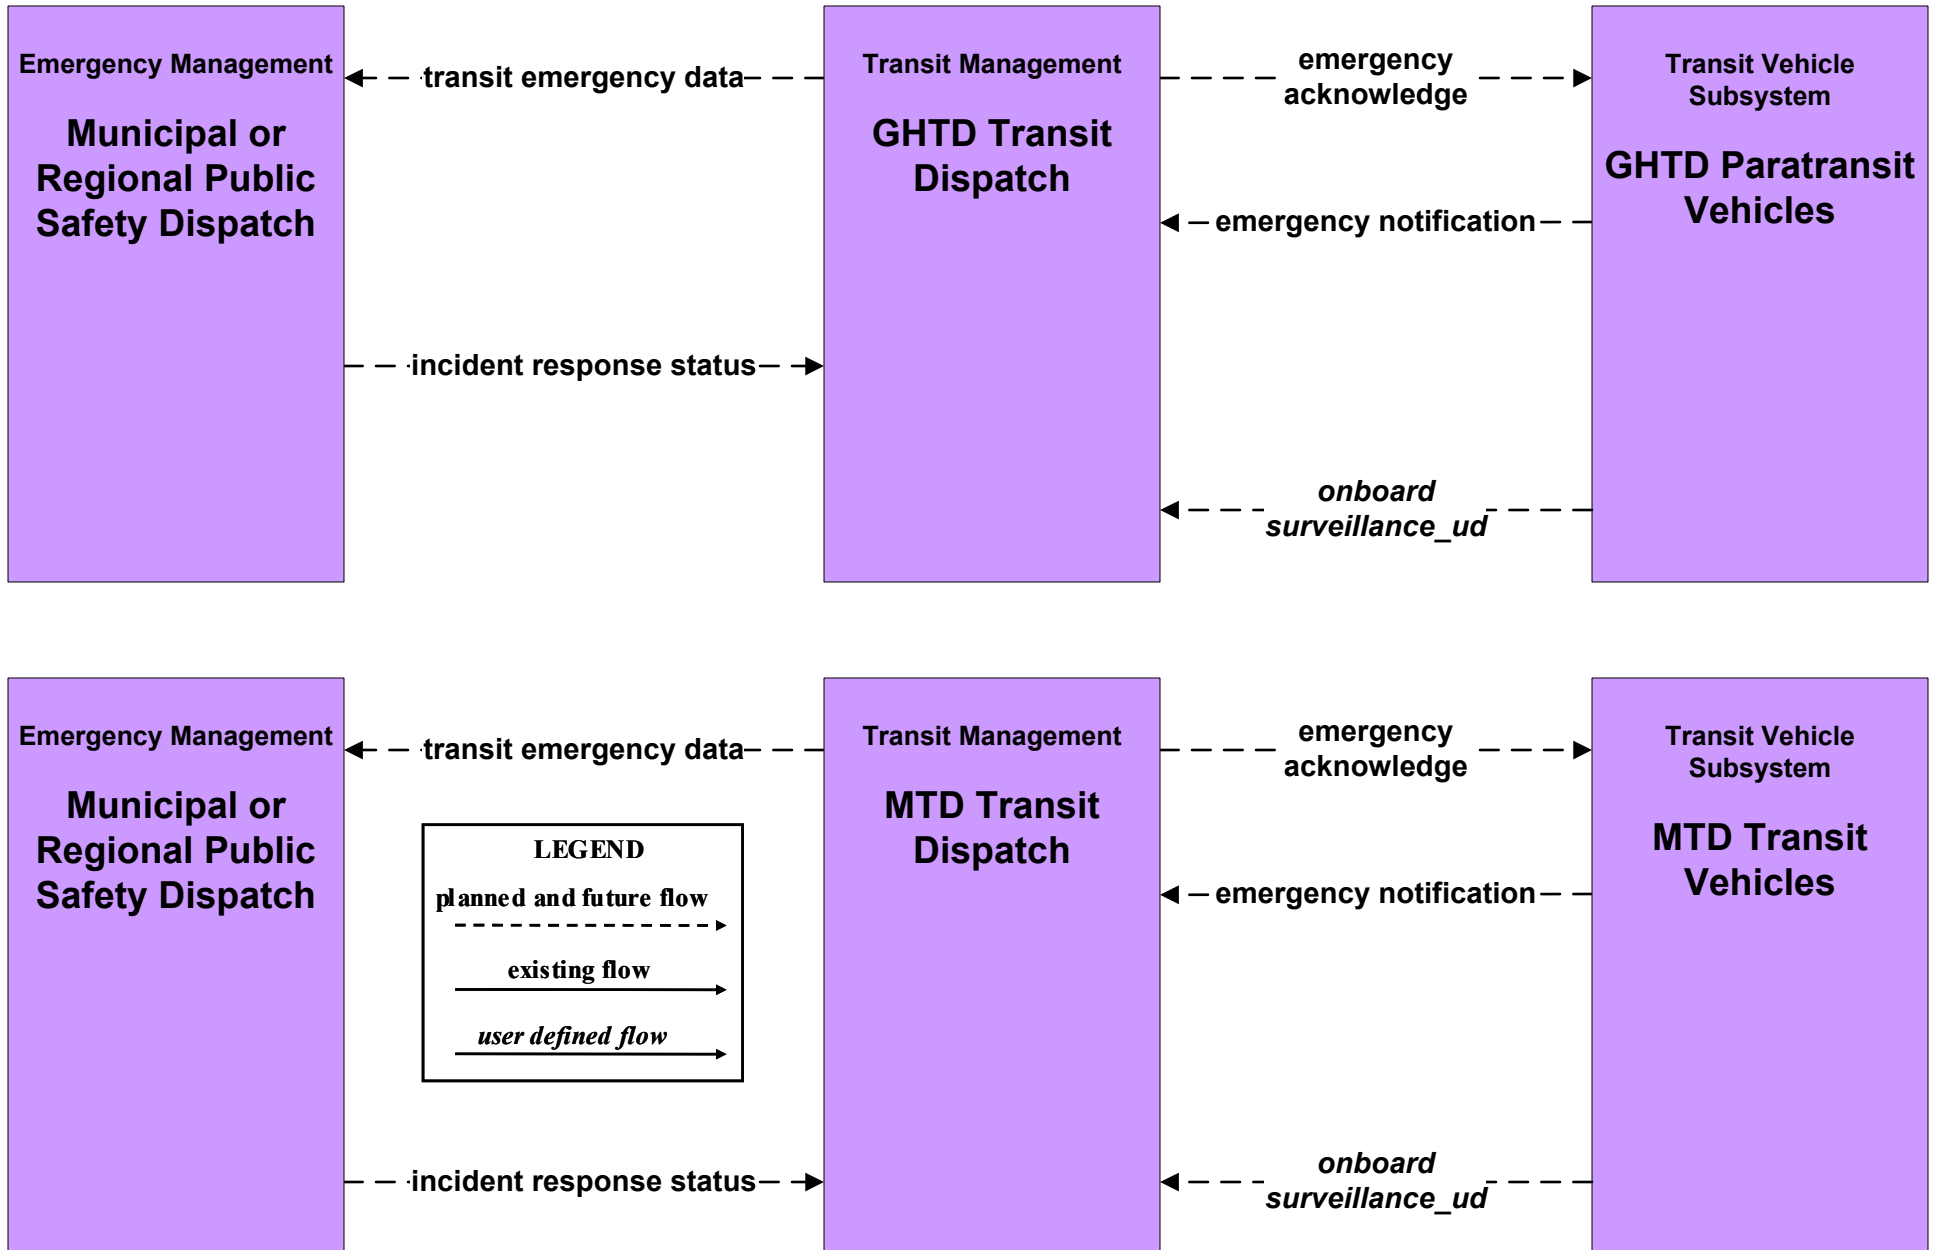 Emergency Management
Municipal or
Regional Public
Safety Dispatch
transit emergency data
incident response status
Transit Management
GHTD Transit
Dispatch
emergency
acknowledge
emergency notification
onboard
surveillance_ud
Transit Vehicle
Subsystem
GHTD Paratransit
Vehicles
Emergency Management
Municipal or
Regional Public
Safety Dispatch
transit emergency data
LEGEND
planned and future flow
existing flow
user defined flow
incident response status
Transit Management
MTD Transit
Dispatch
emergency
acknowledge
emergency notification
onboard
surveillance_ud
Transit Vehicle
Subsystem
MTD Transit
Vehicles